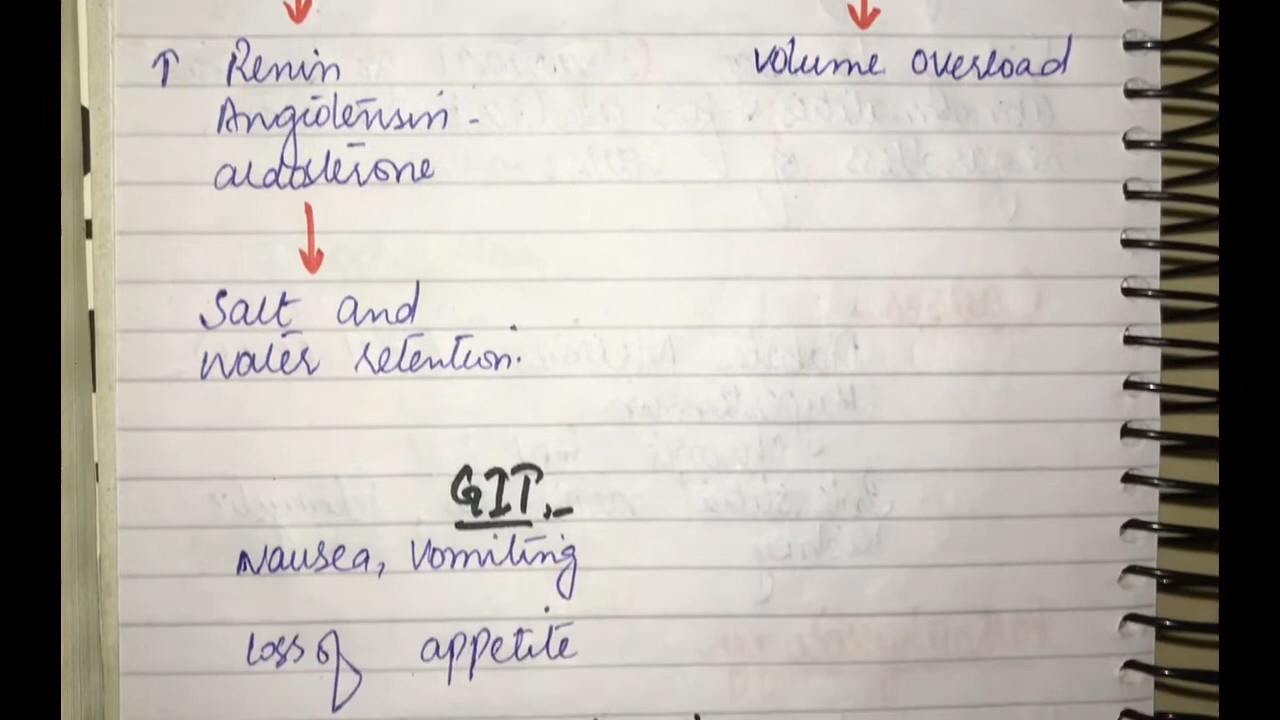 ↑ Renin
Angiotensin-
aldosterone
volume overload
Salt and
water retention.
GIT,-
Nausea, vomiting
Loss of appetite